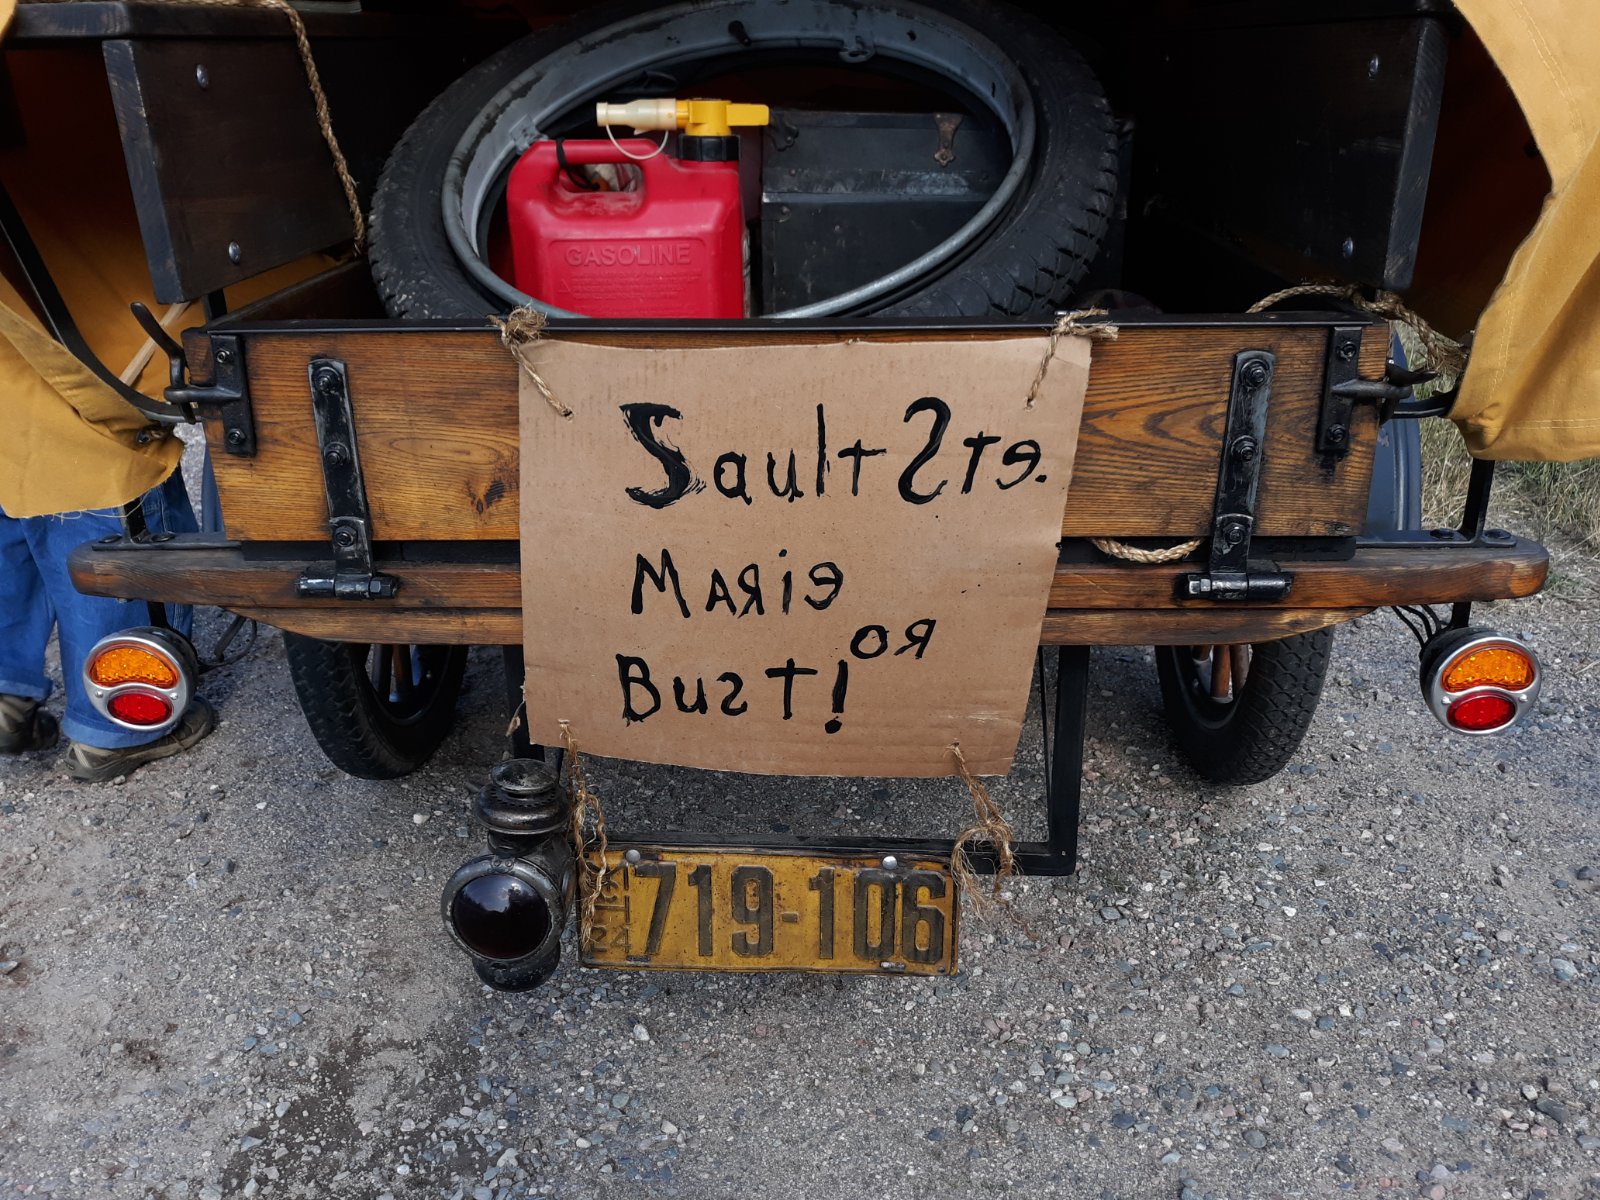 GASOLINE
Sault Ste.
MARie
OR
Bust!
719-106